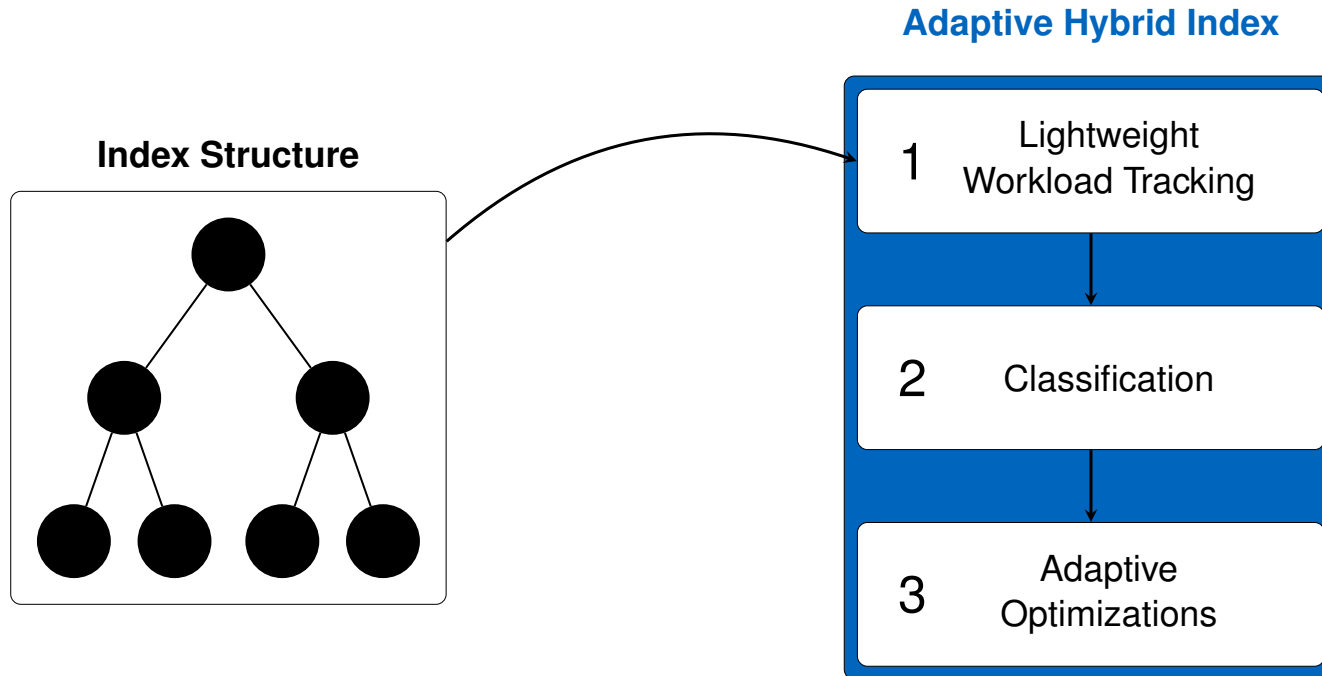 Adaptive Hybrid Index
Index Structure
1
Lightweight
Workload Tracking
2
Classification
3
Adaptive
Optimizations